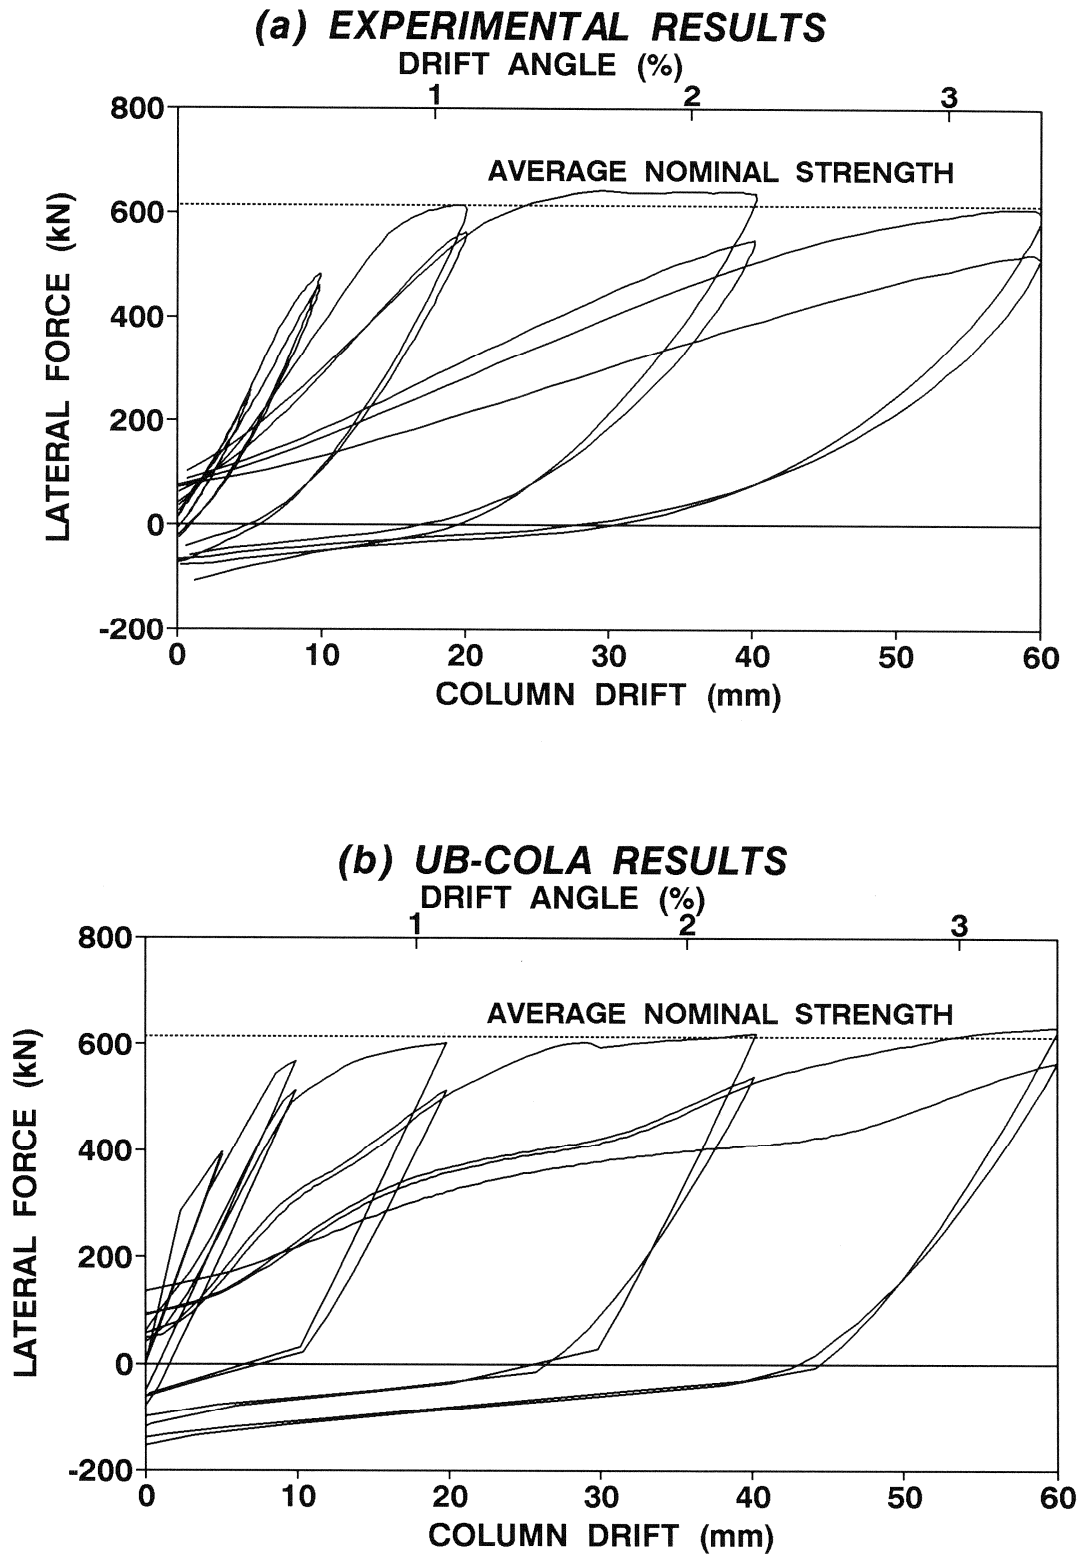 (a) EXPERIMENTAL RESULTS
DRIFT ANGLE (%)
1 2 3
800
AVERAGE NOMINAL STRENGTH
600
400
200
0
-200
LATERAL FORCE (kN)
0 10 20 30 40 50 60
COLUMN DRIFT (mm)
(b) UB-COLA RESULTS
DRIFT ANGLE (%)
1 2 3
800
AVERAGE NOMINAL STRENGTH
600
400
200
0
-200
LATERAL FORCE (kN)
0 10 20 30 40 50 60
COLUMN DRIFT (mm)